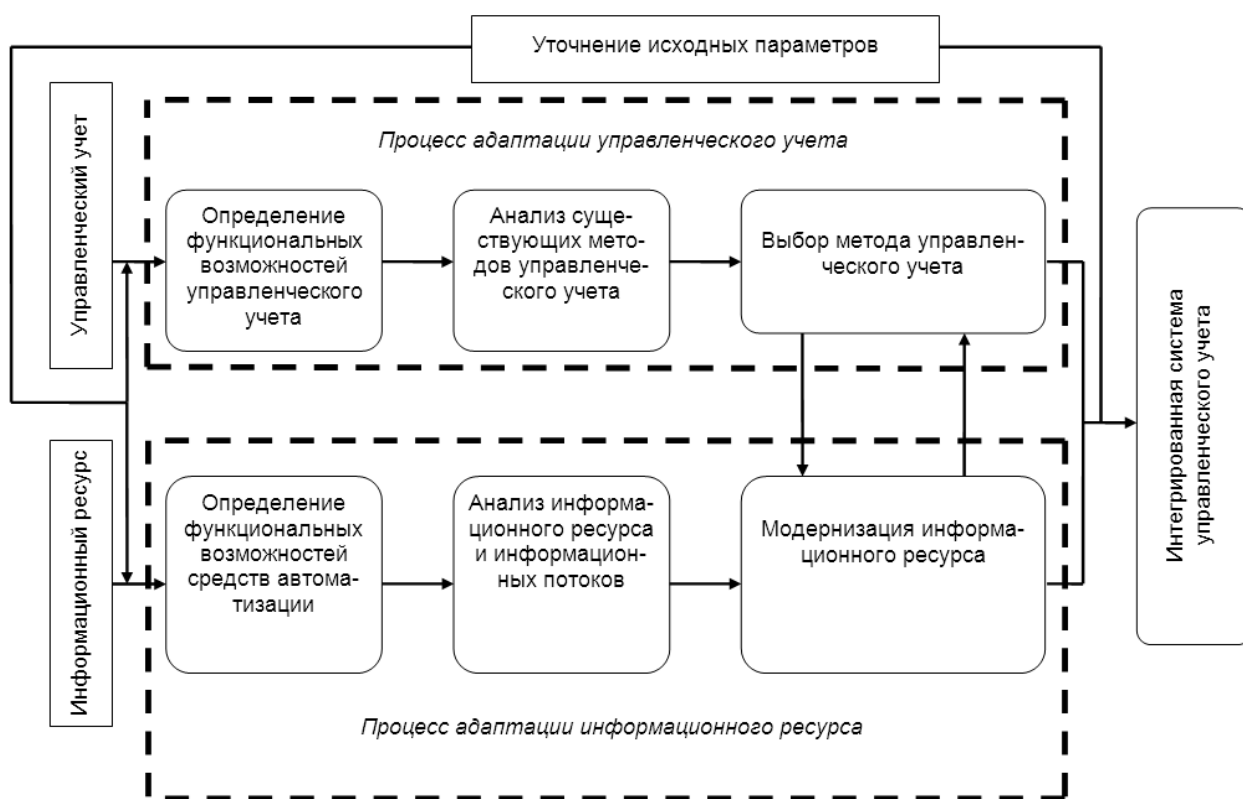 Уточнение исходных параметров
Управленческий учет
Процесс адаптации управленческого учета
Определение
функциональных
возможностей
управленческого
учета
Анализ суще-
ствующих мето-
дов управленче-
ского учета
Выбор метода управлен-
ческого учета
Интегрированная система
управленческого учета
Информационный ресурс
Определение
функциональных
возможностей
средств автома-
тизации
Анализ информа-
ционного ресурса
и информацион-
ных потоков
Модернизация информа-
ционного ресурса
Процесс адаптации информационного ресурса